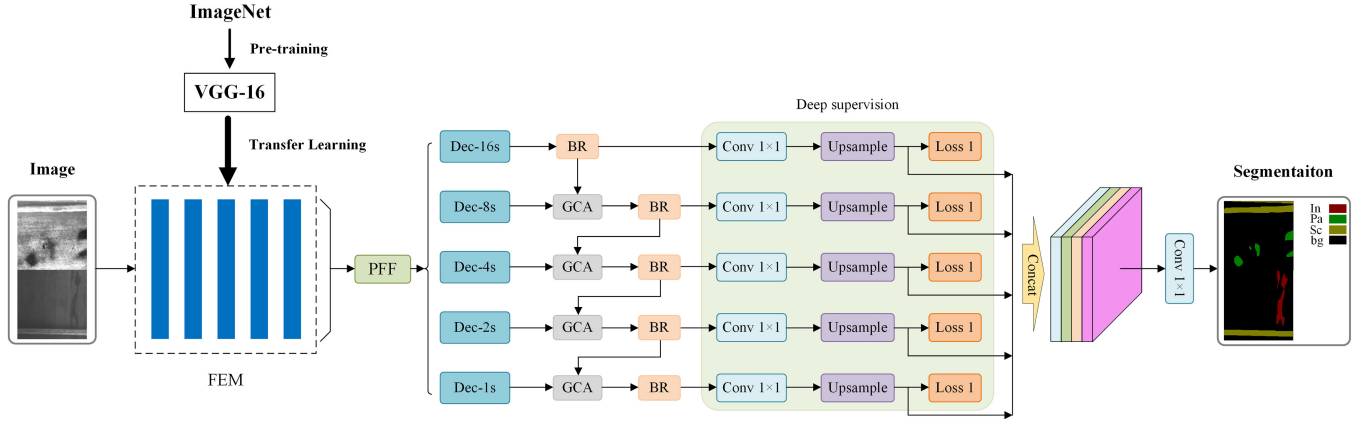 ImageNet
Pre-training
VGG-16
Transfer Learning
Image
FEM
PFF
Deep supervision
Dec-16s BR Conv 1×1 Upsample Loss 1
Dec-8s GCA BR Conv 1×1 Upsample Loss 1
Dec-4s GCA BR Conv 1×1 Upsample Loss 1
Dec-2s GCA BR Conv 1×1 Upsample Loss 1
Dec-1s GCA BR Conv 1×1 Upsample Loss 1
Concat
Conv 1×1
Segmentaiton
In
Pa
Sc
bg